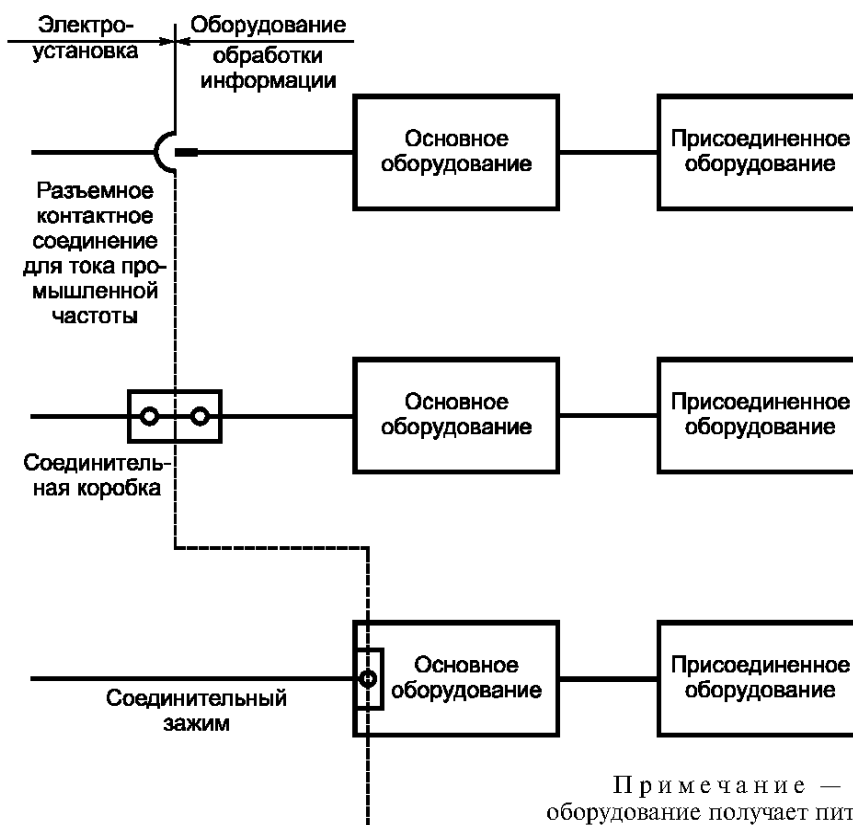 Электро-
установка
Оборудование
обработки
информации
Основное
оборудование
Присоединенное
оборудование
Разъемное
контактное
соединение
для тока про-
мышленной
частоты
Основное
оборудование
Присоединенное
оборудование
Соединитель-
ная коробка
Основное
оборудование
Присоединенное
оборудование
Соединительный
зажим
Примечание —
оборудование получает